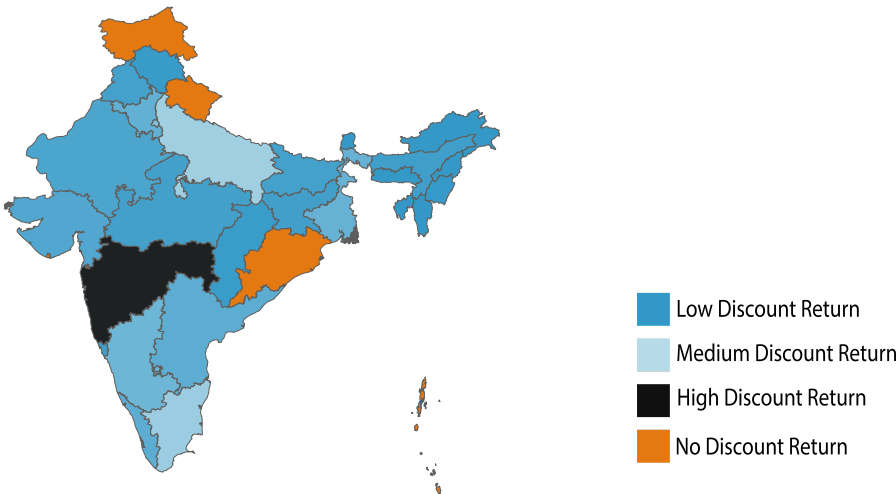 Low Discount Return
Medium Discount Return
High Discount Return
No Discount Return